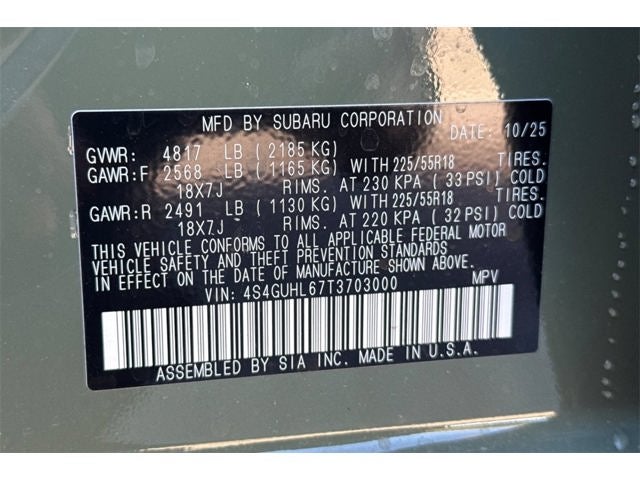 MFD BY SUBARU CORPORATION
DATE: 10/25
GVWR: 4817 LB (2185 KG)
GAWR:F 2568 LB (1165 KG) WITH 225/55R18 TIRES.
18X7J RIMS. AT 230 KPA (33 PSI) COLD
GAWR:R 2491 LB (1130 KG) WITH 225/55R18 TIRES.
18X7J RIMS. AT 220 KPA (32 PSI) COLD
THIS VEHICLE CONFORMS TO ALL APPLICABLE FEDERAL MOTOR
VEHICLE SAFETY AND THEFT PREVENTION STANDARDS
IN EFFECT ON THE DATE OF MANUFACTURE SHOWN ABOVE.
VIN: 4S4GUHL67T3703000 MPV
ASSEMBLED BY SIA INC. MADE IN U.S.A.